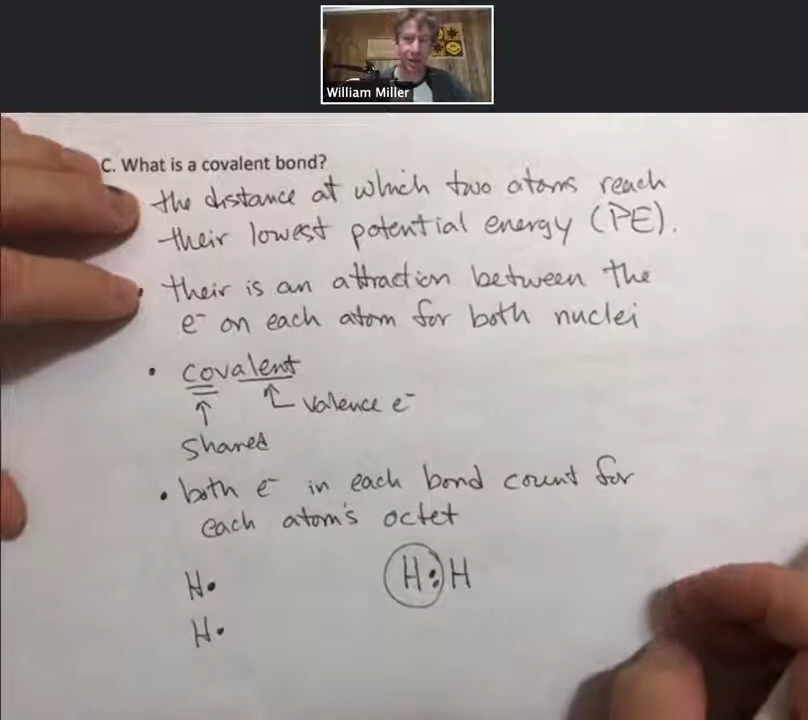 William Miller
C. What is a covalent bond?
the distance at which two atoms reach
their lowest potential energy (PE).
• their is an attraction between the
e⁻ on each atom for both nuclei
• covalent
valence e⁻
Shared
• both e⁻ in each bond count for
each atom's octet
H•
H:H
H•